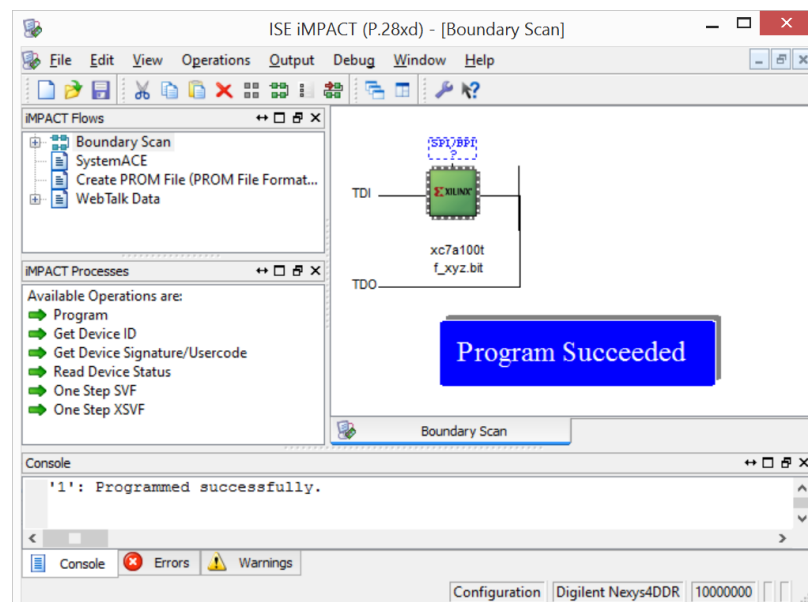 ISE iMPACT (P.28xd) - [Boundary Scan]
File Edit View Operations Output Debug Window Help
iMPACT Flows
Boundary Scan
SystemACE
Create PROM File (PROM File Format...
WebTalk Data
iMPACT Processes
Available Operations are:
Program
Get Device ID
Get Device Signature/Usercode
Read Device Status
One Step SVF
One Step XSVF
SPI/BPI
?
TDI
XILINX
xc7a100t
f_xyz.bit
TDO
Program Succeeded
Boundary Scan
Console
'1': Programmed successfully.
Console Errors Warnings
Configuration Digilent Nexys4DDR 10000000